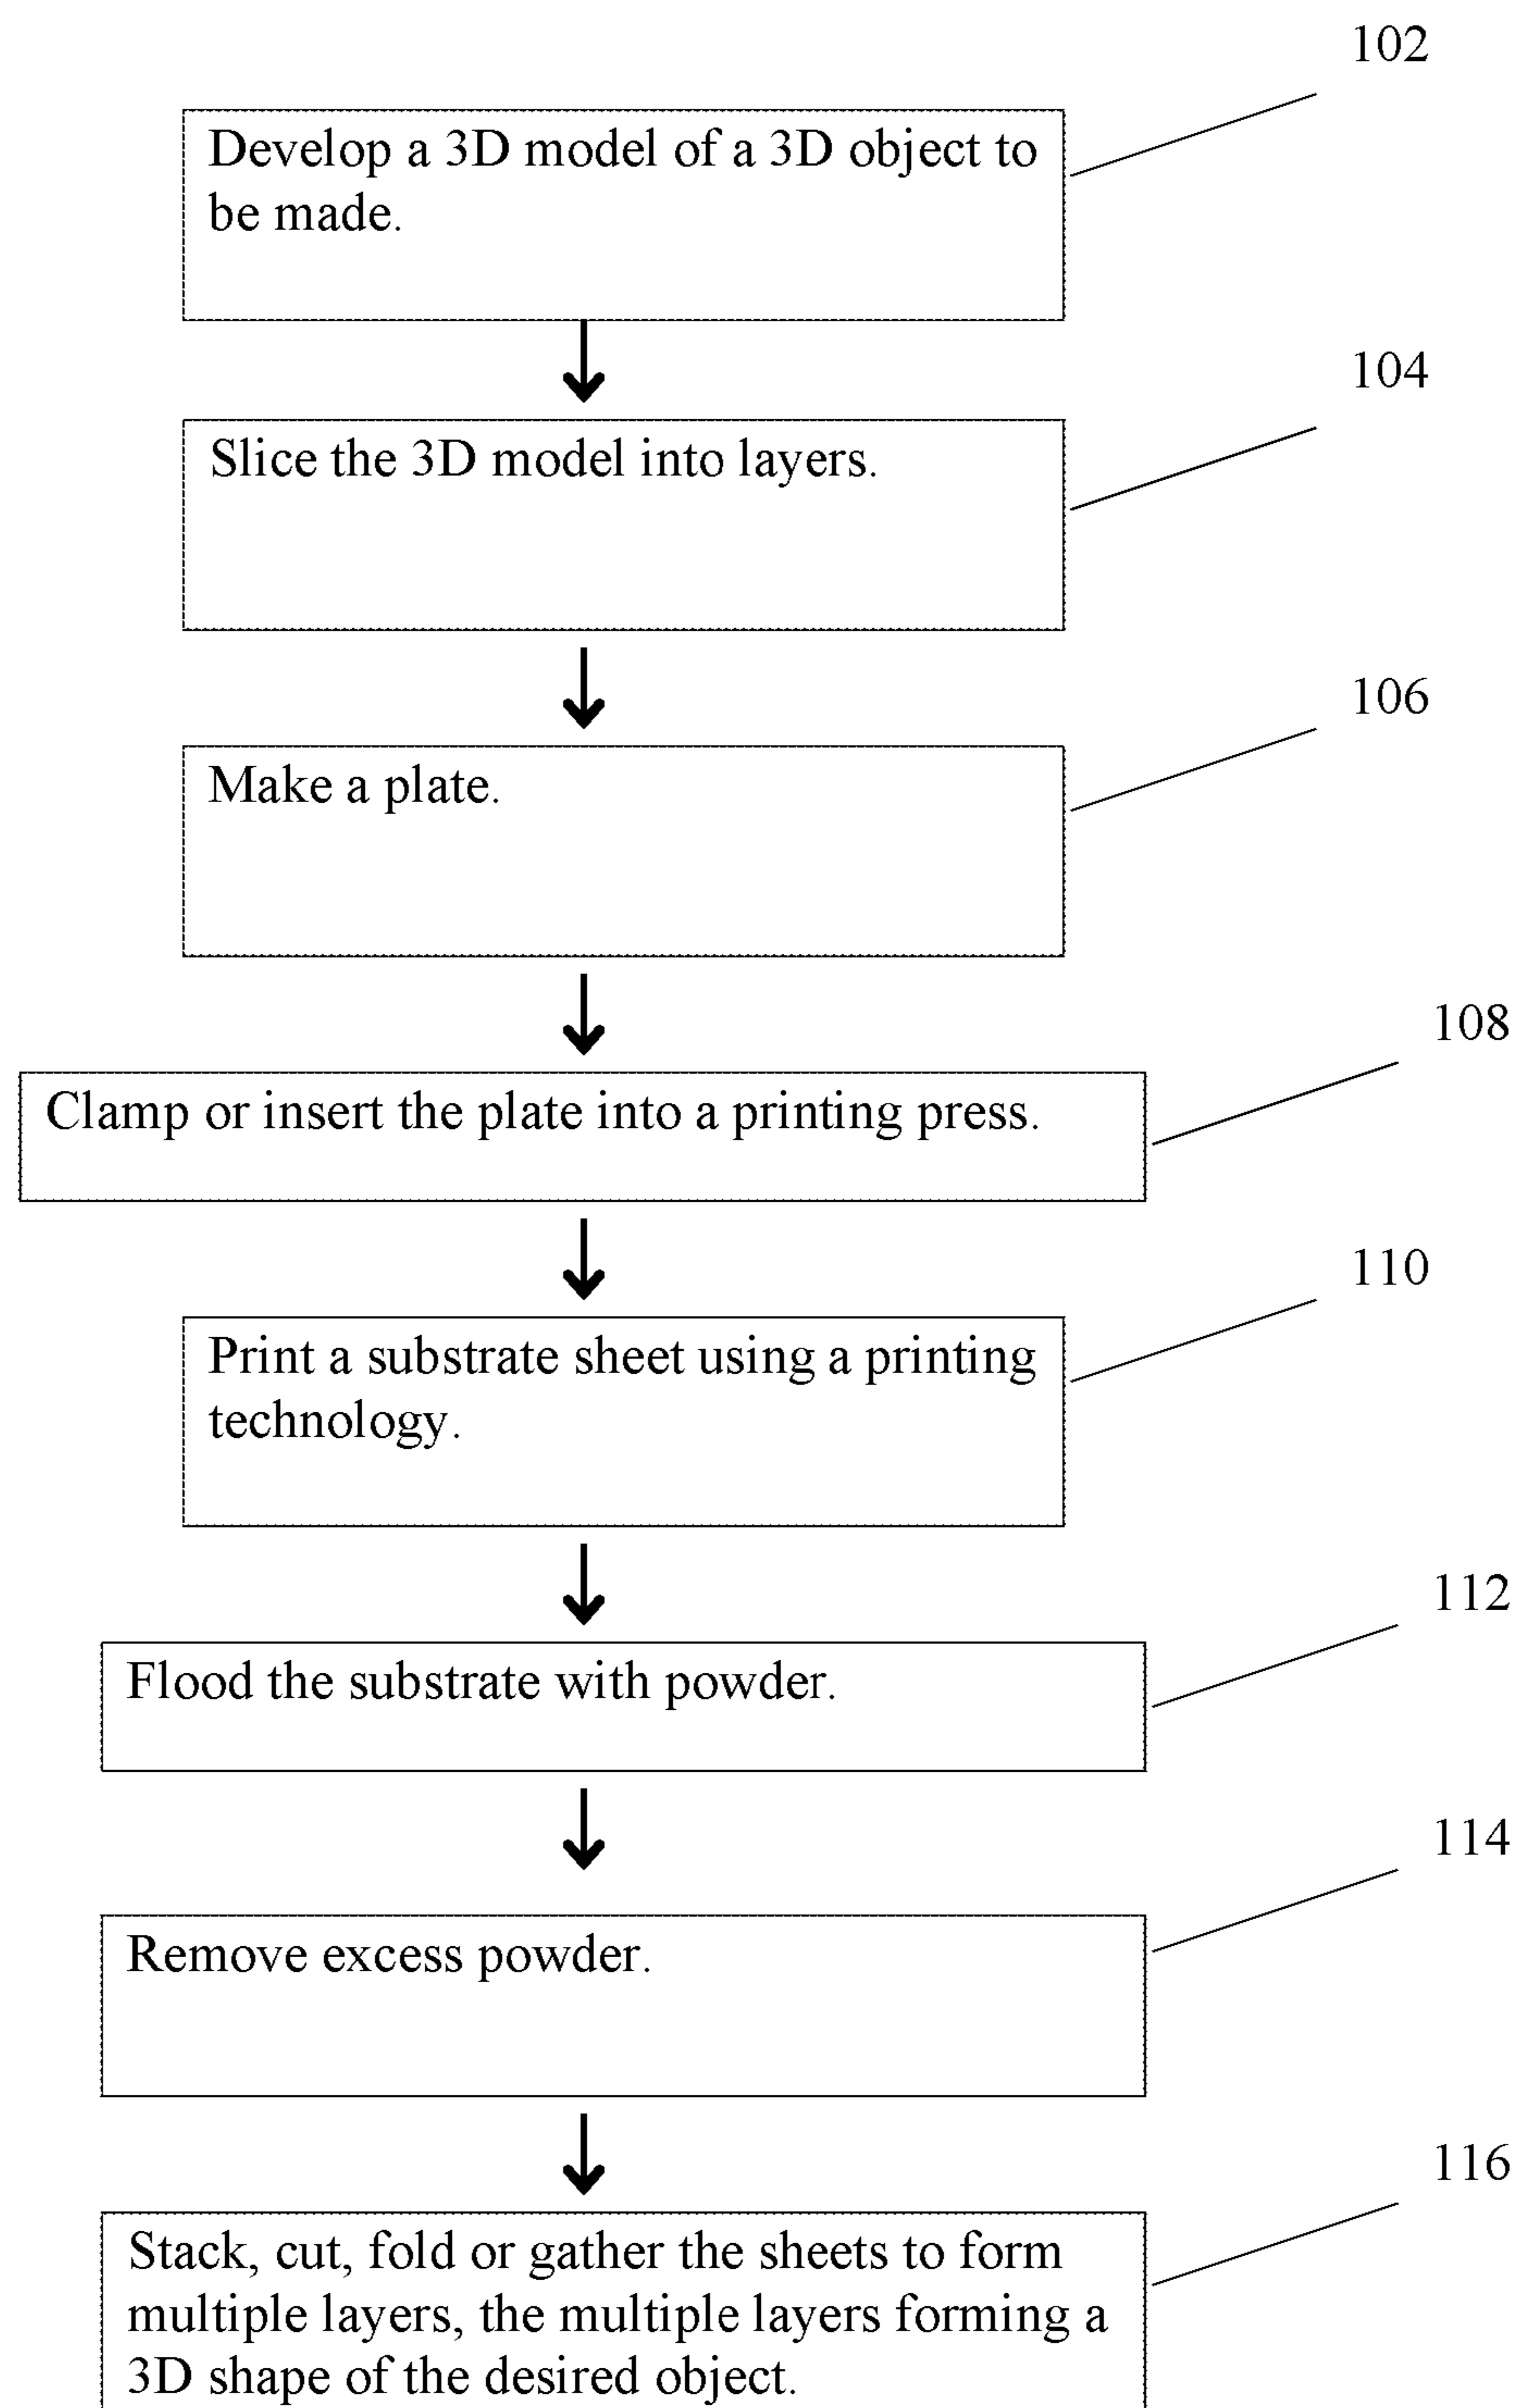 102
Develop a 3D model of a 3D object to
be made.
104
Slice the 3D model into layers.
106
Make a plate.
108
Clamp or insert the plate into a printing press.
110
Print a substrate sheet using a printing
technology.
112
Flood the substrate with powder.
114
Remove excess powder.
116
Stack, cut, fold or gather the sheets to form
multiple layers, the multiple layers forming a
3D shape of the desired object.